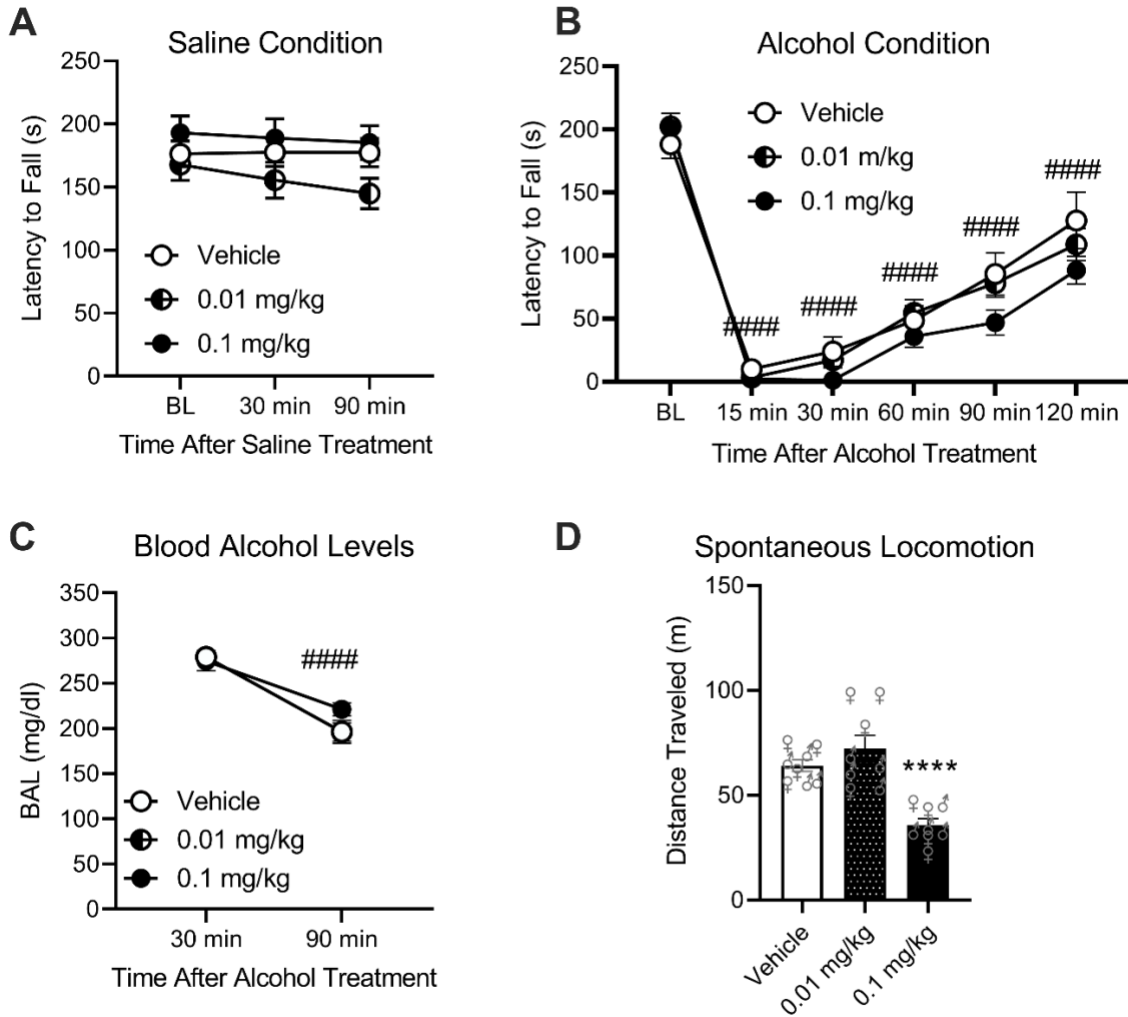 A
Saline Condition
250
200
150
100
50
0
Latency to Fall (s)
Vehicle
0.01 mg/kg
0.1 mg/kg
BL 30 min 90 min
Time After Saline Treatment
B
Alcohol Condition
250
200
150
100
50
0
Latency to Fall (s)
Vehicle
0.01 m/kg
0.1 mg/kg
####
####
####
####
####
BL 15 min 30 min 60 min 90 min 120 min
Time After Alcohol Treatment
C
Blood Alcohol Levels
350
300
250
200
150
100
50
0
BAL (mg/dl)
####
Vehicle
0.01 mg/kg
0.1 mg/kg
30 min 90 min
Time After Alcohol Treatment
D
Spontaneous Locomotion
150
100
50
0
Distance Traveled (m)
****
Vehicle
0.01 mg/kg
0.1 mg/kg